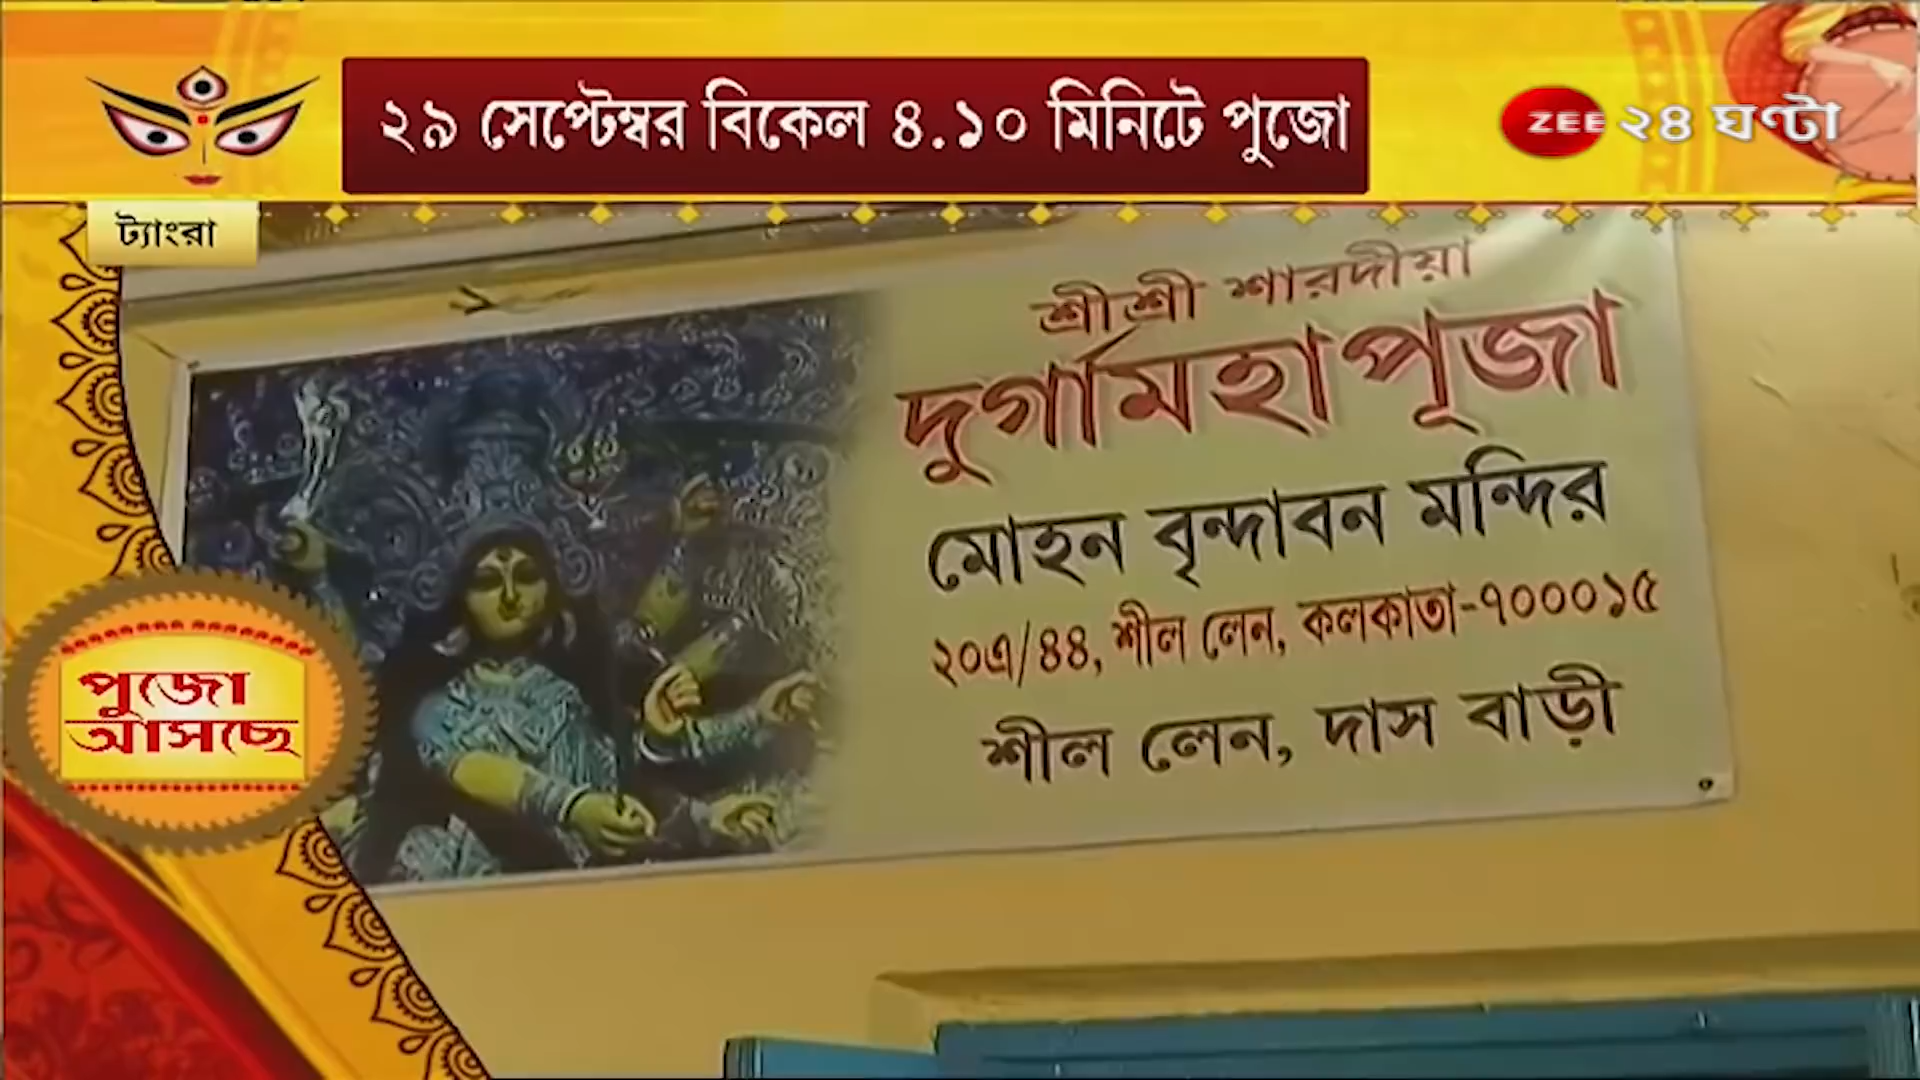 ২৯ সেপ্টেম্বর বিকেল ৪.১০ মিনিটে পুজো
ZEE ২৪ ঘণ্টা
ট্যাংরা
শ্রীশ্রী শারদীয়া
দুর্গামহাপূজা
মোহন বৃন্দাবন মন্দির
২০এ/৪৪, শীল লেন, কলকাতা-৭০০০১৫
শীল লেন, দাস বাড়ী
পুজো
আসছে